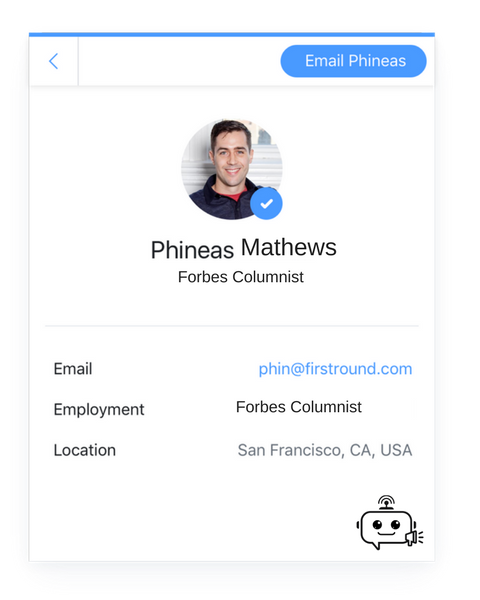 Email Phineas
Phineas Mathews
Forbes Columnist
Email phin@firstround.com
Employment Forbes Columnist
Location San Francisco, CA, USA